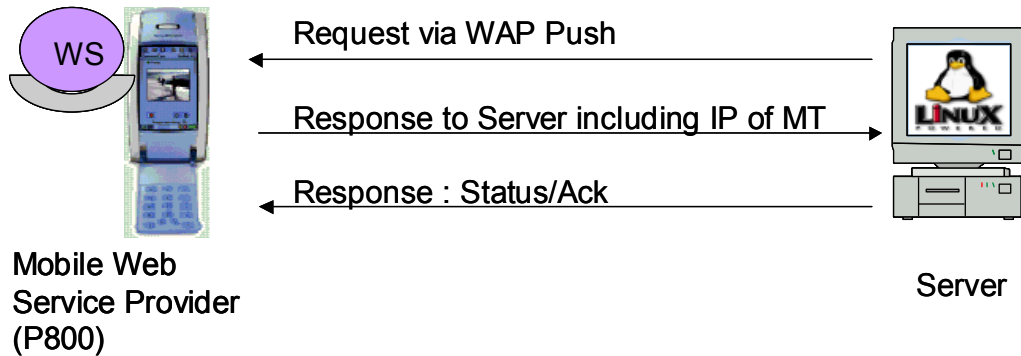 WS
Request via WAP Push
Response to Server including IP of MT
Response : Status/Ack
LINUX
POWERED
Mobile Web
Service Provider
(P800)
Server